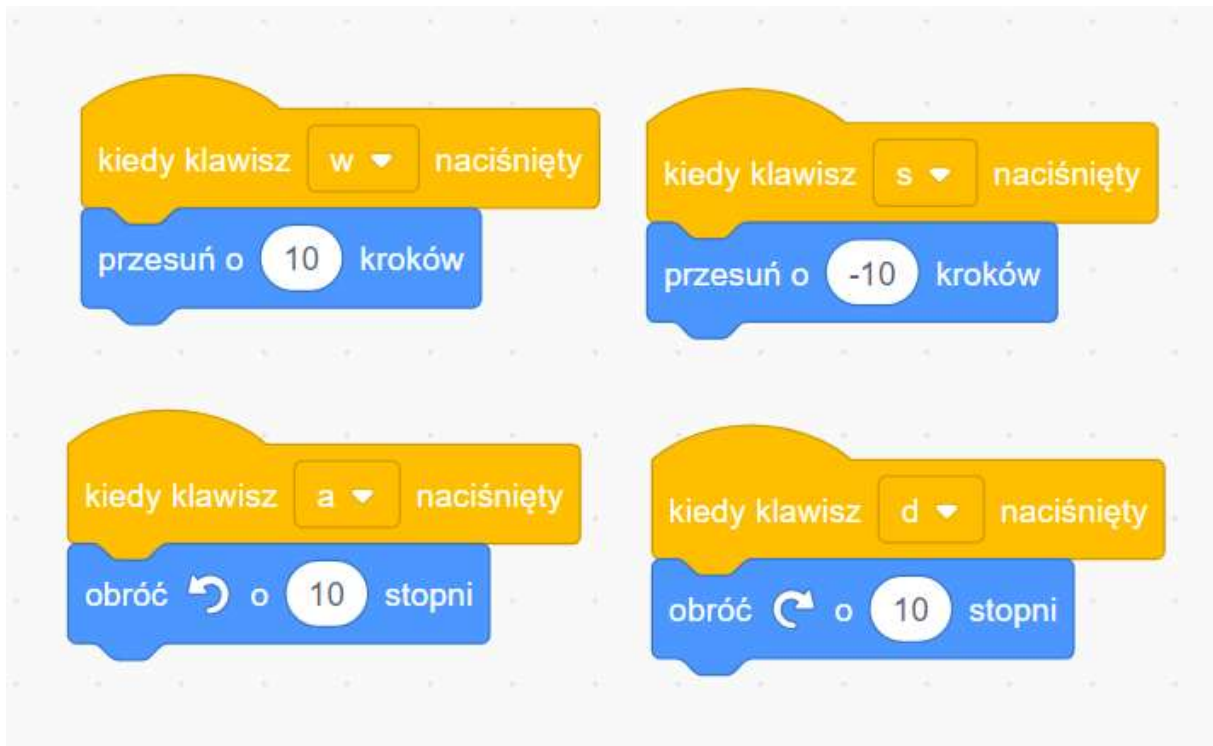 kiedy klawisz w naciśnięty
przesuń o 10 kroków
kiedy klawisz s naciśnięty
przesuń o -10 kroków
kiedy klawisz a naciśnięty
obróć o 10 stopni
kiedy klawisz d naciśnięty
obróć o 10 stopni